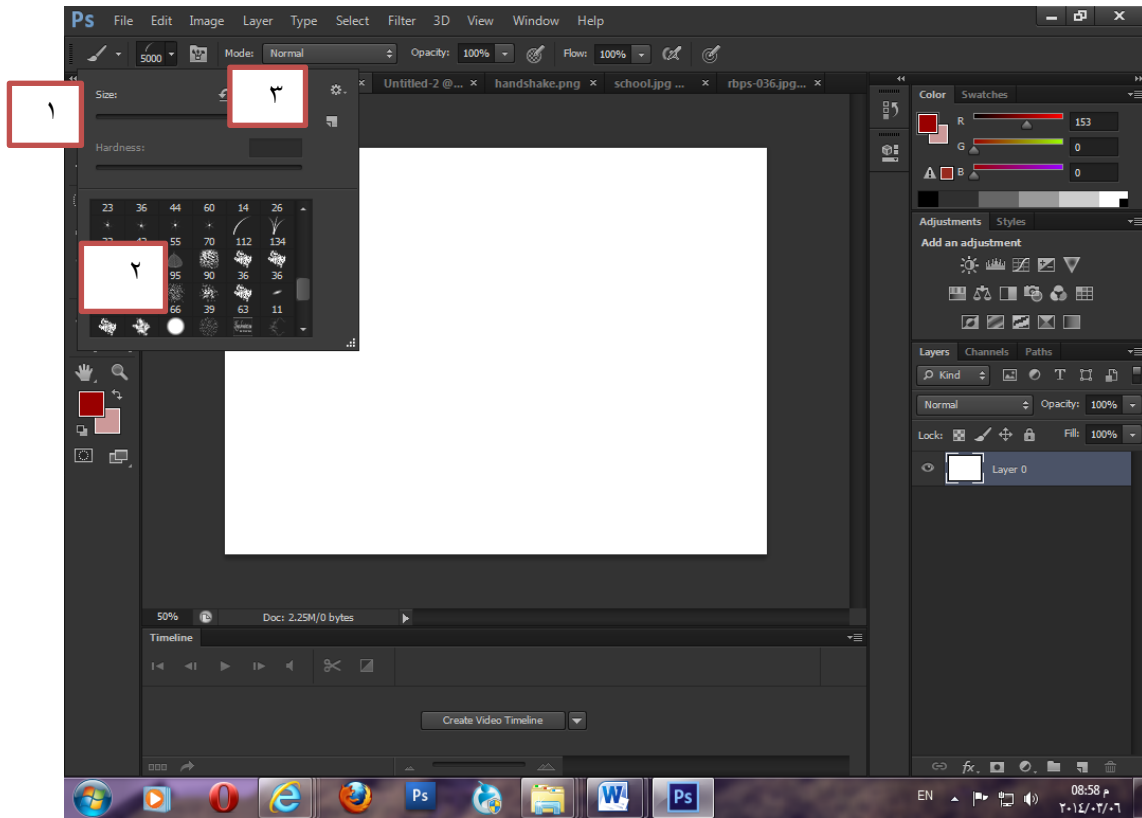 Ps File Edit Image Layer Type Select Filter 3D View Window Help
5000 Mode: Normal Opacity: 100% Flow: 100%
Untitled-2 @... × handshake.png × school.jpg ... × rbps-036.jpg... ×
١
Size:
٣
Hardness:
23 36 44 60 14 26
55 70 112 134
٢
95 90 36 36
66 39 63 11
Color Swatches
R 153
G 0
B 0
Adjustments Styles
Add an adjustment
Layers Channels Paths
Kind
Normal Opacity: 100%
Lock: Fill: 100%
Layer 0
50% Doc: 2.25M/0 bytes
Timeline
Create Video Timeline
fx
Ps W Ps
EN
08:58 م
٢٠١٤/٠٣/٠٦